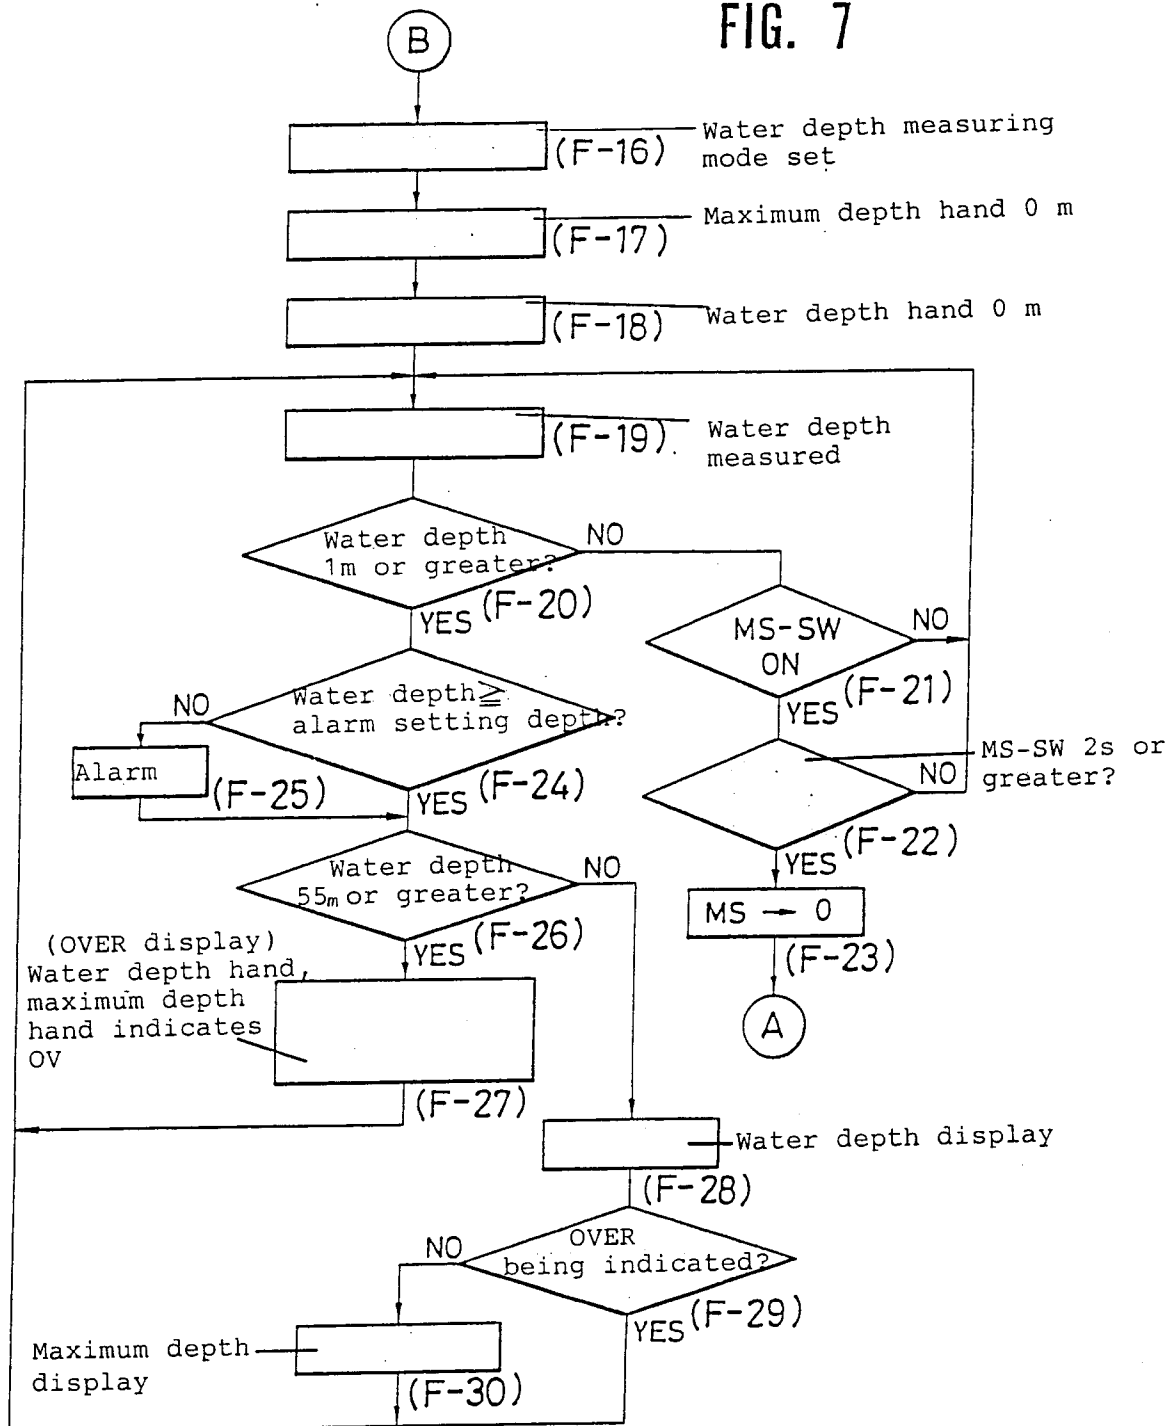 FIG. 7
B
(F-16)
Water depth measuring
mode set
(F-17)
Maximum depth hand 0 m
(F-18)
Water depth hand 0 m
(F-19)
Water depth
measured
Water depth
1m or greater?
NO
YES
(F-20)
MS-SW
ON
NO
YES
(F-21)
Water depth≧
alarm setting depth?
NO
YES
(F-24)
Alarm
(F-25)
MS-SW 2s or
greater?
NO
YES
(F-22)
MS → 0
(F-23)
A
Water depth
55m or greater?
NO
YES
(F-26)
(OVER display)
Water depth hand,
maximum depth
hand indicates
OV
(F-27)
Water depth display
(F-28)
OVER
being indicated?
NO
YES
(F-29)
Maximum depth
display
(F-30)